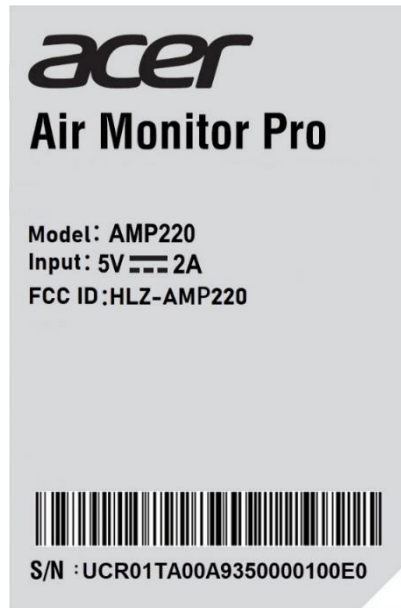 acer
Air Monitor Pro
Model: AMP220
Input: 5V ⎓ 2A
FCC ID:HLZ-AMP220
S/N :UCR01TA00A9350000100E0